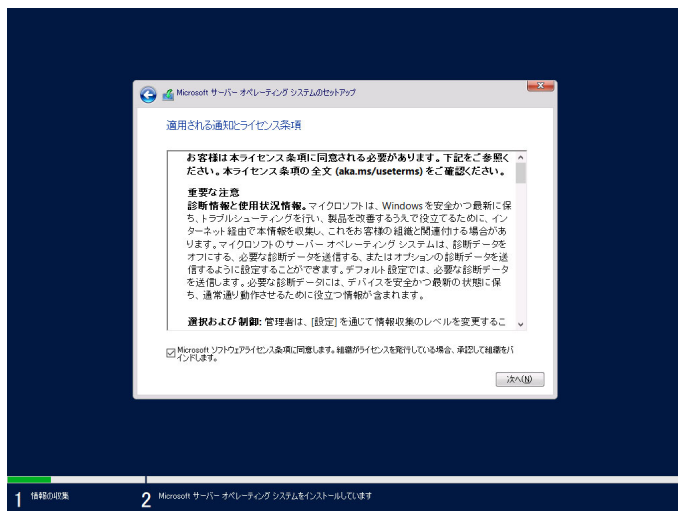 Microsoft サーバー オペレーティング システムのセットアップ
適用される通知とライセンス条項
お客様は本ライセンス条項に同意される必要があります。下記をご参照く
ださい。本ライセンス条項の全文 (aka.ms/useterms) をご確認ください。
重要な注意
診断情報と使用状況情報。マイクロソフトは、Windows を安全かつ最新に保
ち、トラブルシューティングを行い、製品を改善するうえで役立てるために、イン
ターネット経由で本情報を収集し、これをお客様の組織と関連付ける場合があ
ります。マイクロソフトのサーバー オペレーティング システムは、診断データを
オフにする、必要な診断データを送信する、またはオプションの診断データを送
信するように設定することができます。デフォルト設定では、必要な診断データ
を送信します。必要な診断データには、デバイスを安全かつ最新の状態に保
ち、通常通り動作させるために役立つ情報が含まれます。
選択および制御: 管理者は、[設定] を通じて情報収集のレベルを変更するこ
Microsoft ソフトウェアライセンス条項に同意します。組織がライセンスを発行している場合、承認して組織をバ
インドします。
次へ(N)
1 情報の収集
2 Microsoft サーバー オペレーティング システムをインストールしています